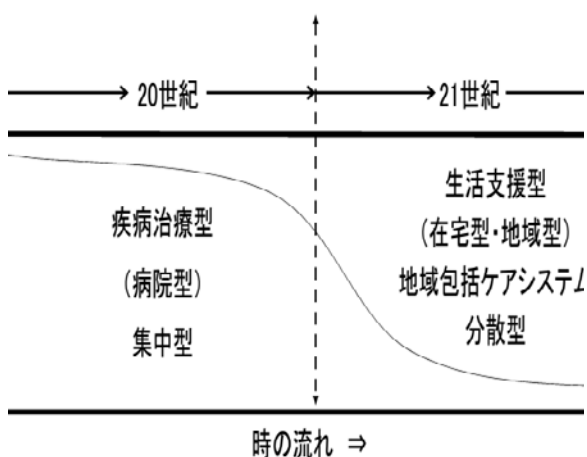 20世紀
21世紀
疾病治療型
(病院型)
集中型
生活支援型
(在宅型・地域型)
地域包括ケアシステム
分散型
時の流れ ⇒